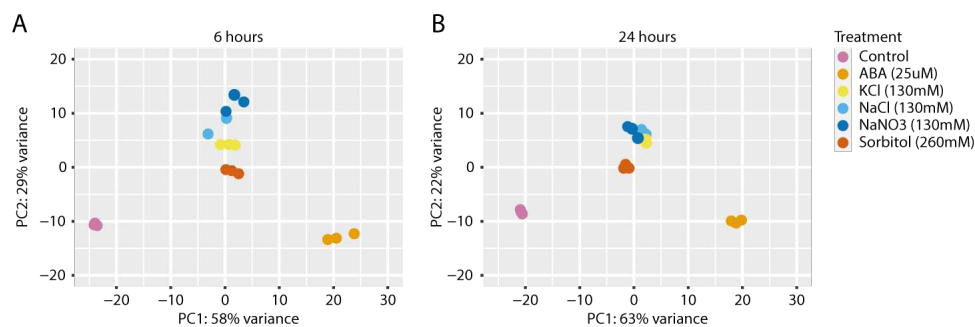 A
6 hours
20
10
0
−10
−20
PC2: 29% variance
−20
−10
0
10
20
30
PC1: 58% variance
B
24 hours
20
10
0
−10
−20
PC2: 22% variance
−20
−10
0
10
20
30
PC1: 63% variance
Treatment
Control
ABA (25uM)
KCl (130mM)
NaCl (130mM)
NaNO3 (130mM)
Sorbitol (260mM)